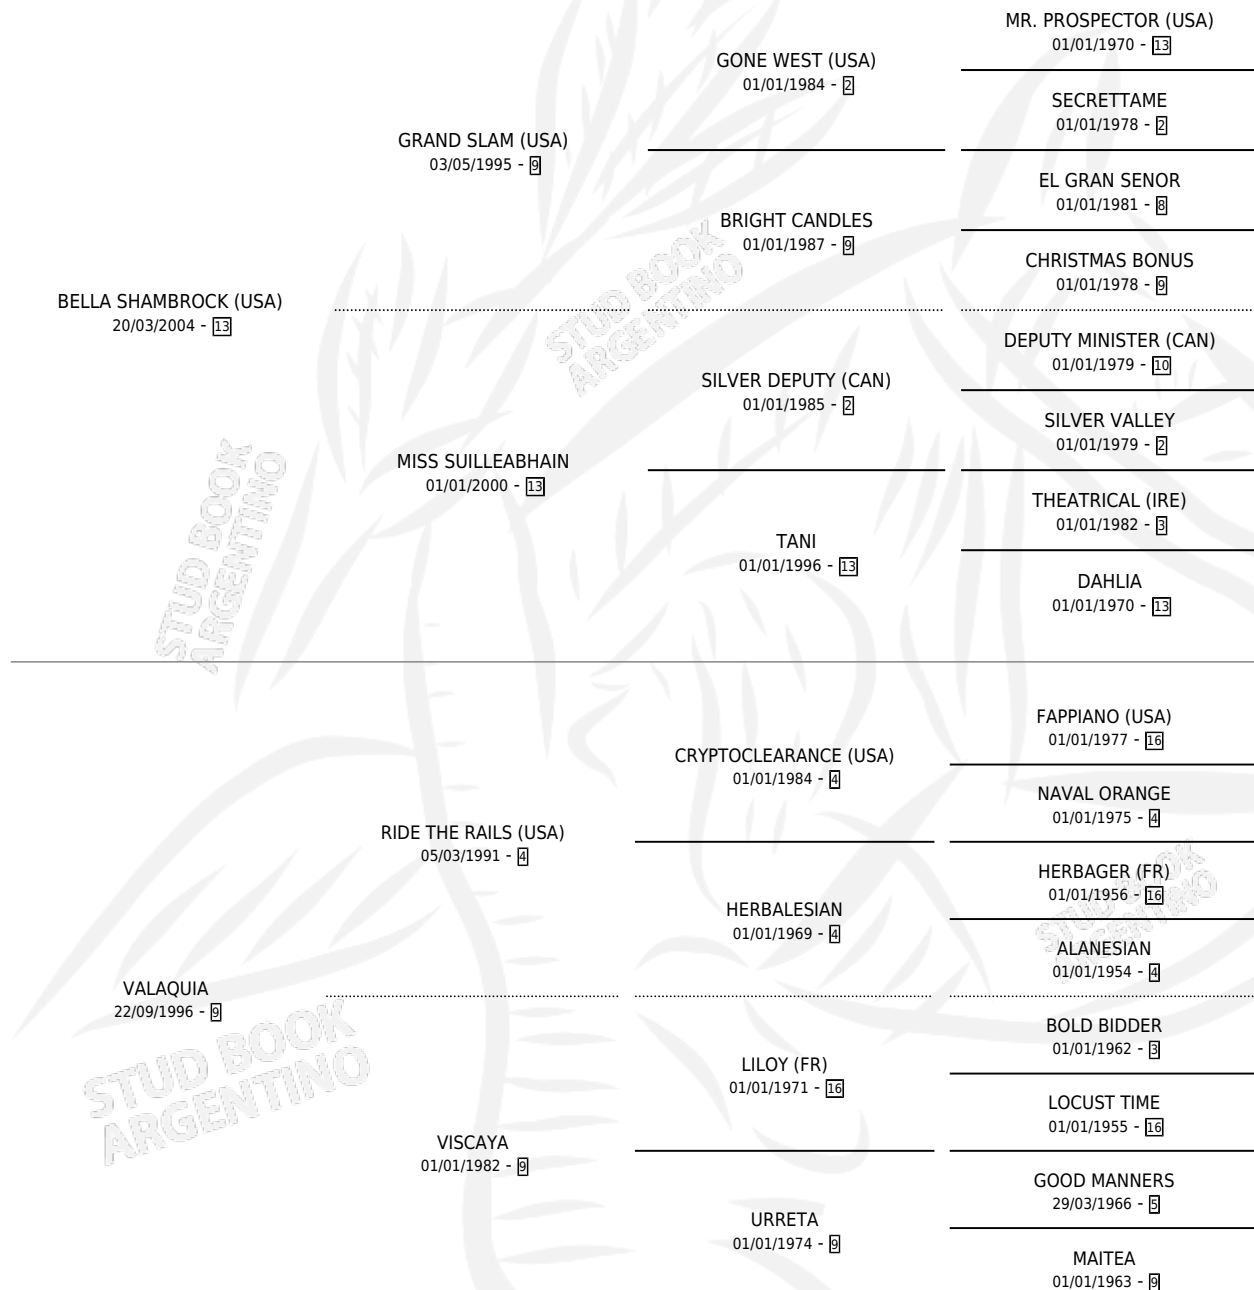 MR. PROSPECTOR (USA)
01/01/1970 - 13
GONE WEST (USA)
01/01/1984 - 2
SECRETTAME
01/01/1978 - 2
GRAND SLAM (USA)
03/05/1995 - 9
EL GRAN SENOR
01/01/1981 - 8
BRIGHT CANDLES
01/01/1987 - 9
CHRISTMAS BONUS
01/01/1978 - 9
BELLA SHAMBROCK (USA)
20/03/2004 - 13
STUD BOOK
ARGENTINO
DEPUTY MINISTER (CAN)
01/01/1979 - 10
SILVER DEPUTY (CAN)
01/01/1985 - 2
SILVER VALLEY
01/01/1979 - 2
MISS SUILLEABHAIN
01/01/2000 - 13
THEATRICAL (IRE)
01/01/1982 - 3
TANI
01/01/1996 - 13
DAHLIA
01/01/1970 - 13
STUD BOOK
ARGENTINO
FAPPIANO (USA)
01/01/1977 - 16
CRYPTOCLEARANCE (USA)
01/01/1984 - 4
NAVAL ORANGE
01/01/1975 - 4
RIDE THE RAILS (USA)
05/03/1991 - 4
HERBAGER (FR)
01/01/1956 - 16
HERBALESIAN
01/01/1969 - 4
ALANESIAN
01/01/1954 - 4
STUD BOOK
ARGENTINO
VALAQUIA
22/09/1996 - 9
BOLD BIDDER
01/01/1962 - 3
LILOY (FR)
01/01/1971 - 16
LOCUST TIME
01/01/1955 - 16
STUD BOOK
ARGENTINO
VISCAYA
01/01/1982 - 9
GOOD MANNERS
29/03/1966 - 5
URRETA
01/01/1974 - 9
MAITEA
01/01/1963 - 9